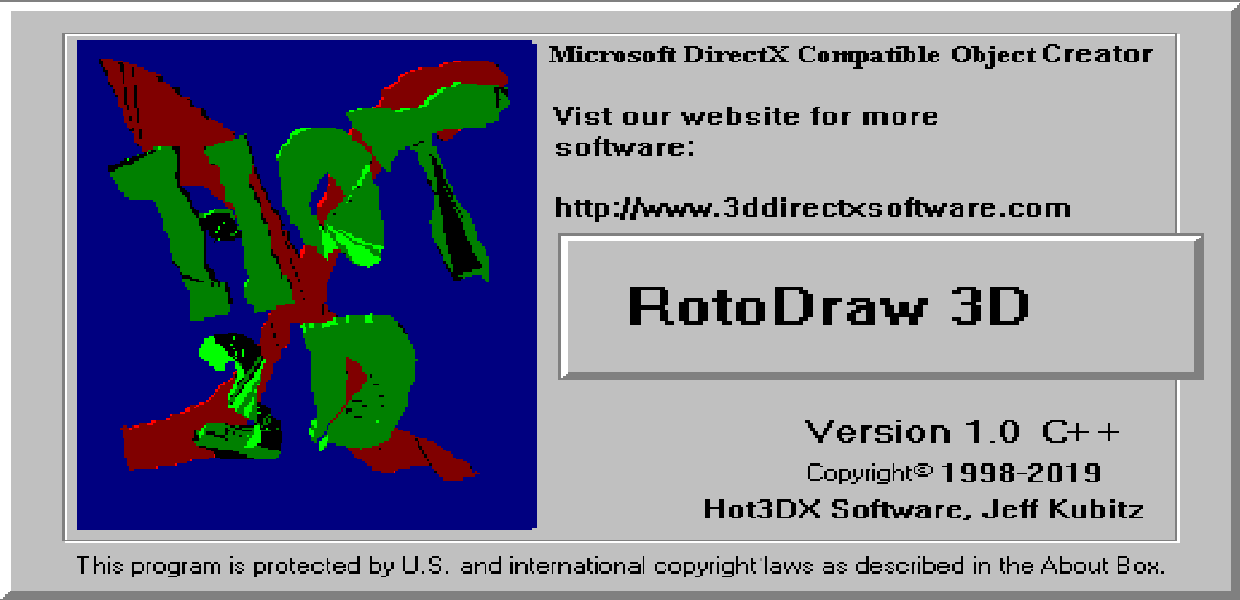 HOT
3D
Microsoft DirectX Compatible Object Creator
Vist our website for more
software:
http://www.3ddirectxsoftware.com
RotoDraw 3D
Version 1.0 C++
Copyright© 1998-2019
Hot3DX Software, Jeff Kubitz
This program is protected by U.S. and international copyright laws as described in the About Box.